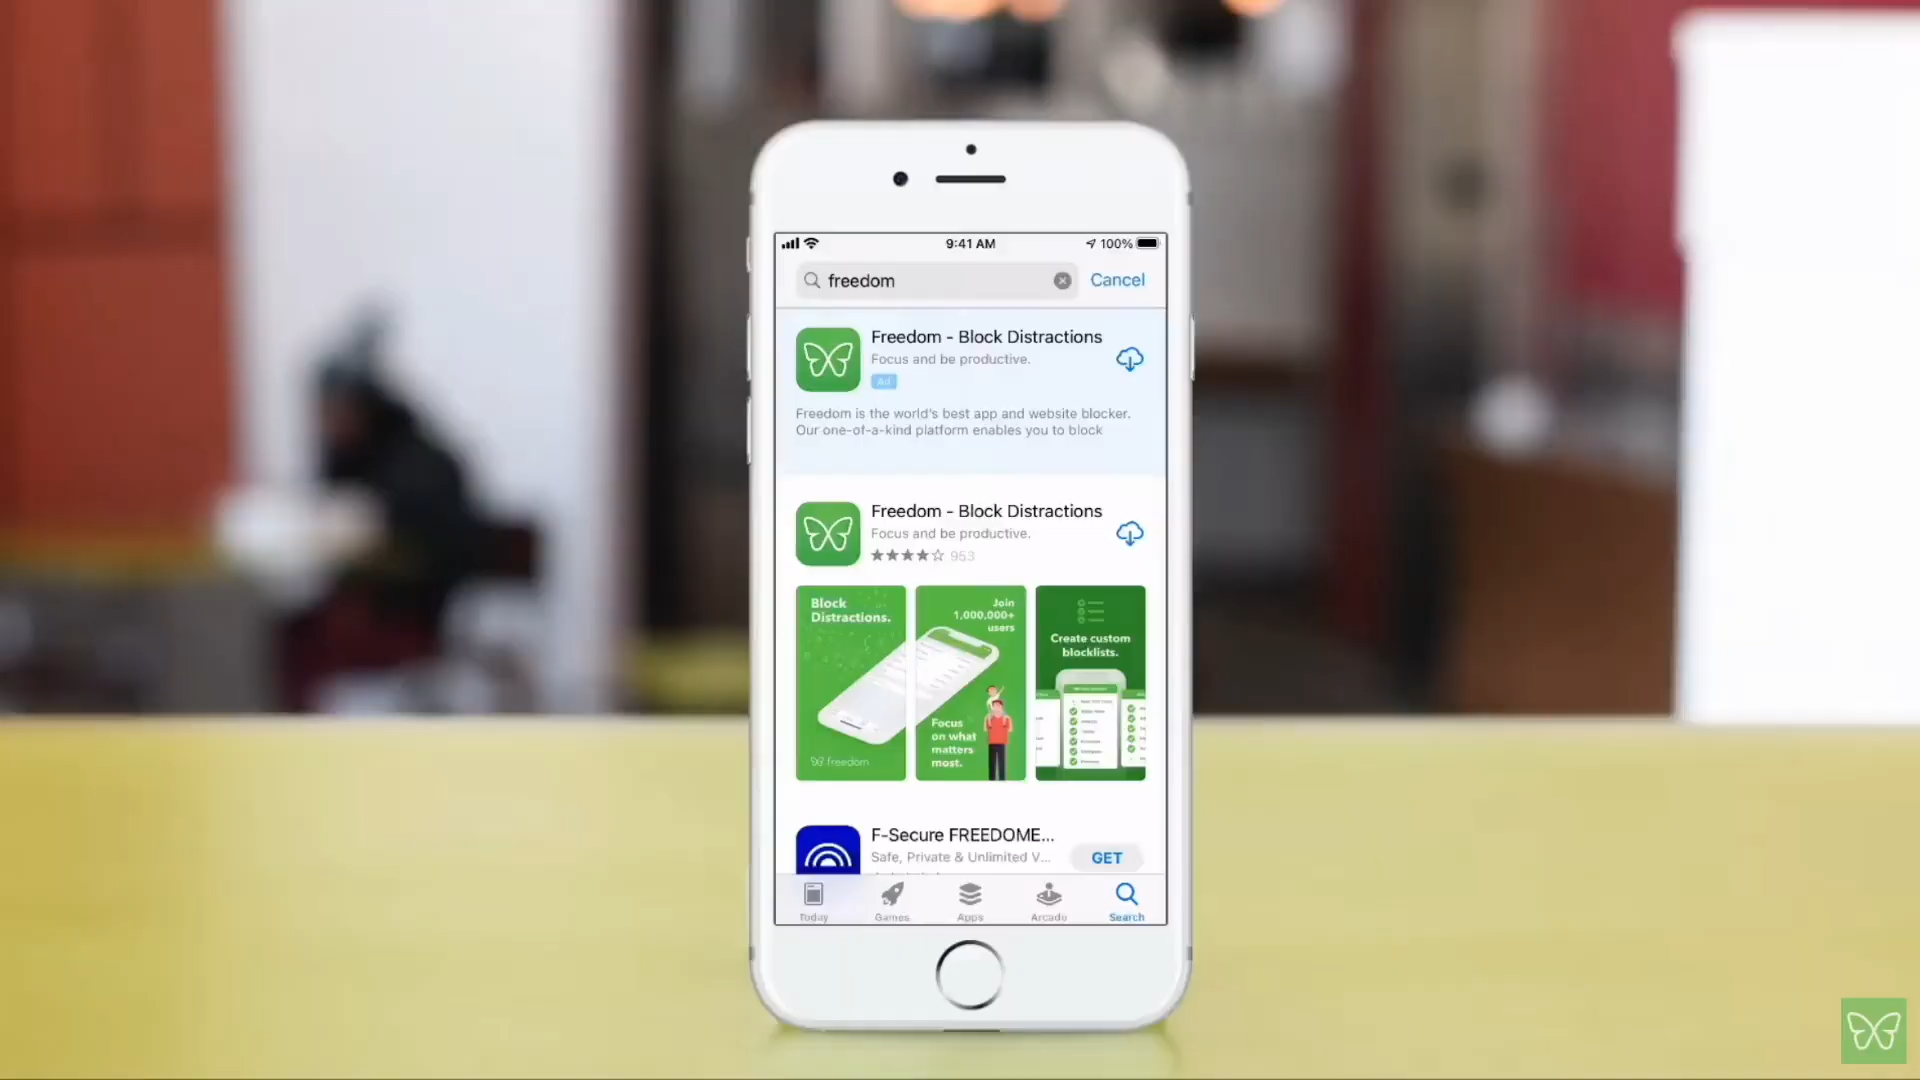 9:41 AM
100%
freedom
Cancel
Freedom - Block Distractions
Focus and be productive.
Ad
Freedom is the world's best app and website blocker.
Our one-of-a-kind platform enables you to block
Freedom - Block Distractions
Focus and be productive.
953
Block
Distractions.
freedom
Join
1,000,000+
users
Focus
on what
matters
most.
Create custom
blocklists.
F-Secure FREEDOME...
Safe, Private & Unlimited V...
GET
Today
Games
Apps
Arcade
Search